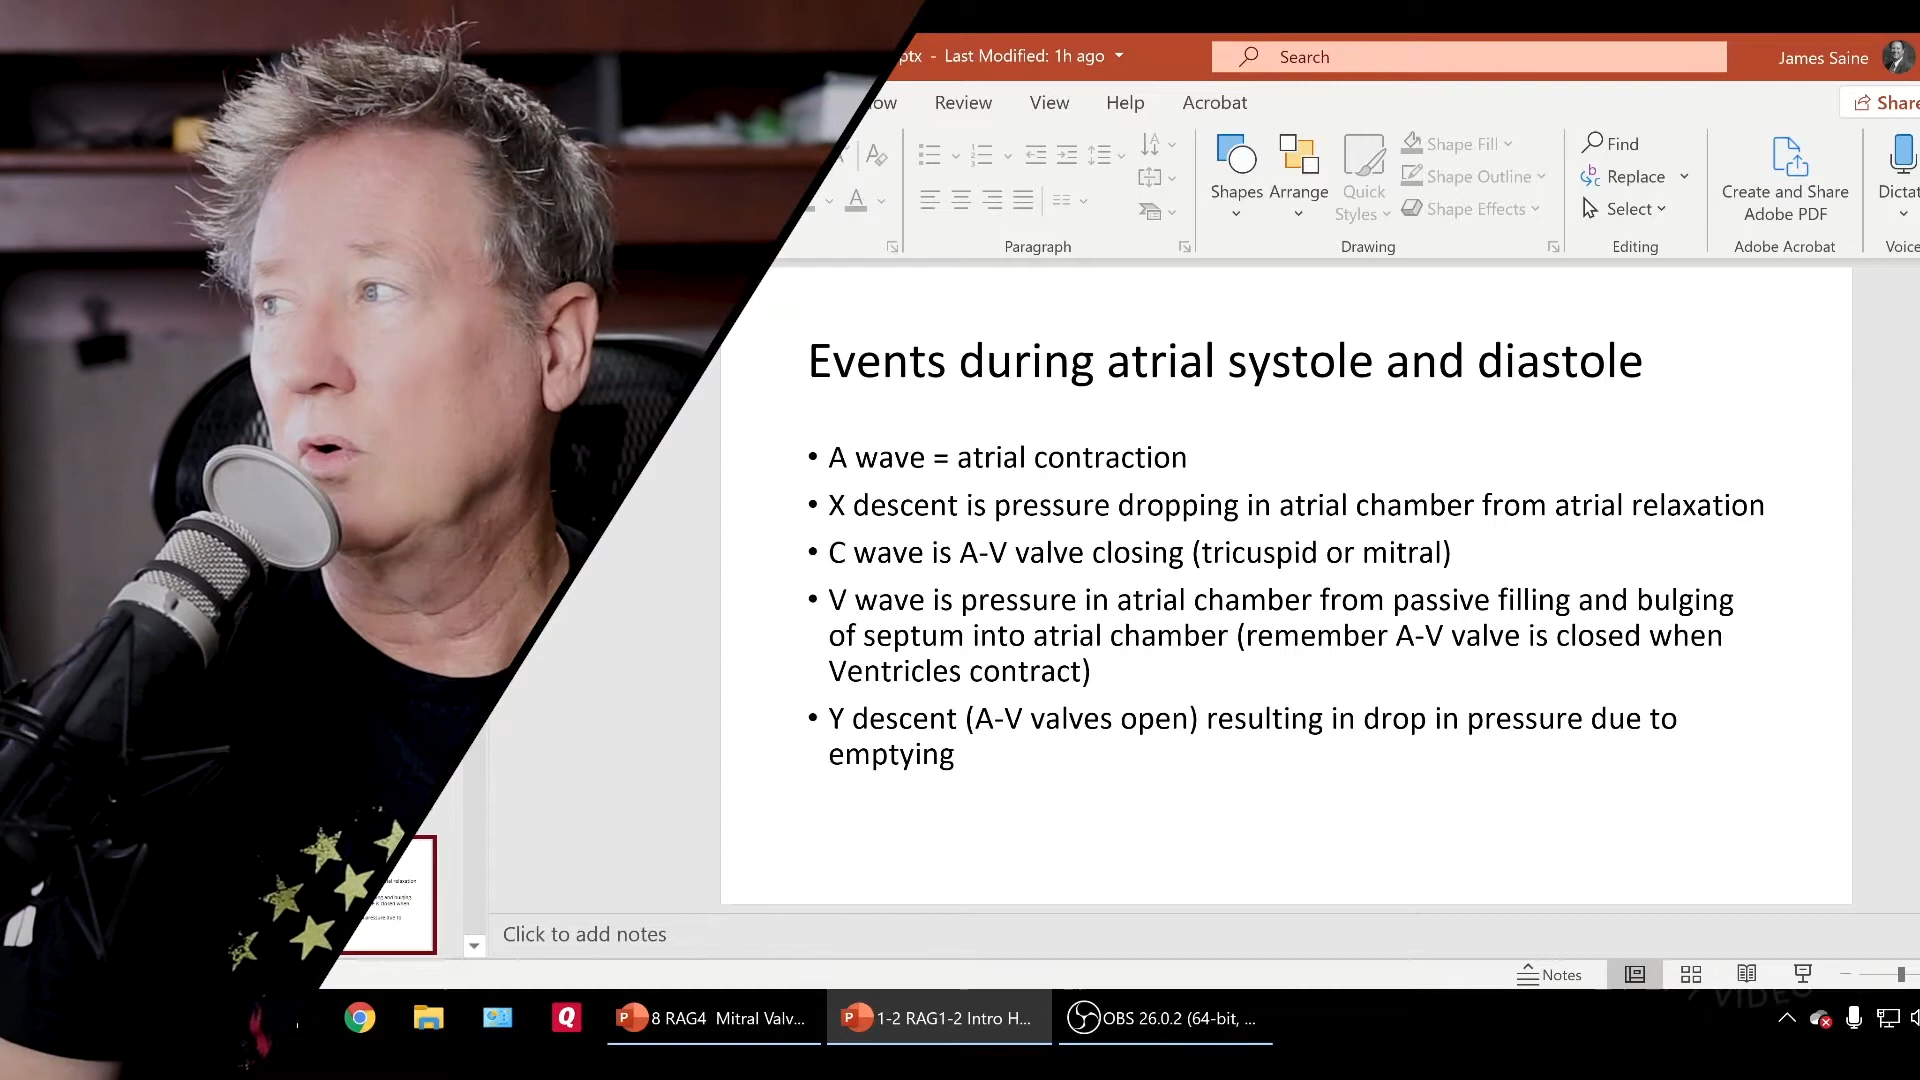 ptx - Last Modified: 1h ago
Search
James Saine
ow Review View Help Acrobat
Share
Shapes
Arrange
Quick
Styles
Shape Fill
Shape Outline
Shape Effects
Find
Replace
Select
Create and Share
Adobe PDF
Dictat
Paragraph
Drawing
Editing
Adobe Acrobat
Voice
Events during atrial systole and diastole
• A wave = atrial contraction
• X descent is pressure dropping in atrial chamber from atrial relaxation
• C wave is A-V valve closing (tricuspid or mitral)
• V wave is pressure in atrial chamber from passive filling and bulging
of septum into atrial chamber (remember A-V valve is closed when
Ventricles contract)
• Y descent (A-V valves open) resulting in drop in pressure due to
emptying
Click to add notes
Notes
VIDEO
8 RAG4 Mitral Valv...
1-2 RAG1-2 Intro H...
OBS 26.0.2 (64-bit, ...